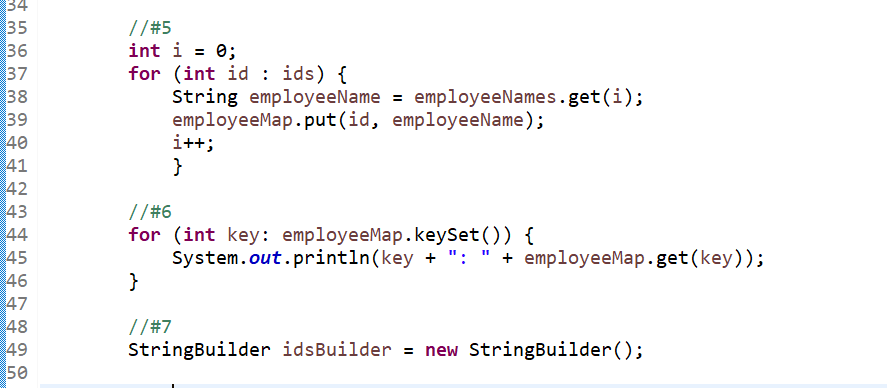 34
35 //#5
36 int i = 0;
37 for (int id : ids) {
38 String employeeName = employeeNames.get(i);
39 employeeMap.put(id, employeeName);
40 i++;
41 }
42
43 //#6
44 for (int key: employeeMap.keySet()) {
45 System.out.println(key + ": " + employeeMap.get(key));
46 }
47
48 //#7
49 StringBuilder idsBuilder = new StringBuilder();
50